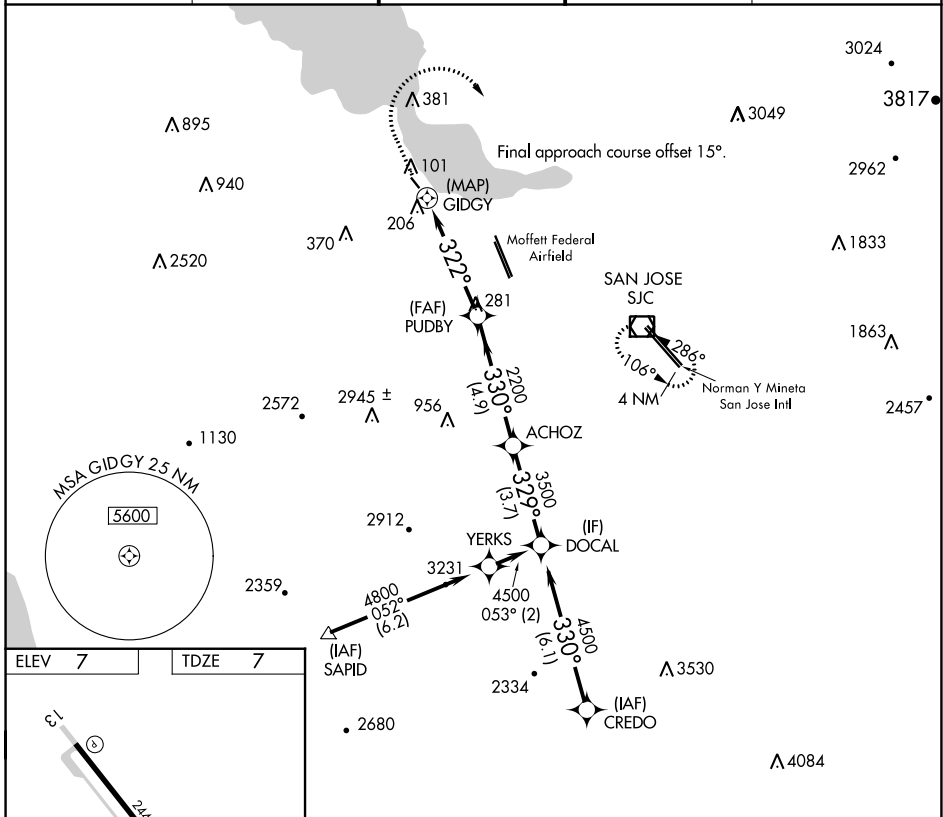 3024
3817
381
3049
895
Final approach course offset 15°.
101
2962
(MAP)
GIDGY
940
206
370
Moffett Federal
Airfield
1833
2520
322°
SAN JOSE
SJC
281
(FAF)
PUDBY
286°
106°
1863
4 NM
Norman Y Mineta
San Jose Intl
2200
330°
(4.9)
2945 ±
956
2572
2457
1130
ACHOZ
MSA GIDGY 25 NM
5600
3500
329°
(3.7)
2912
(IF)
DOCAL
YERKS
3231
2359
4800
052°
(6.2)
4500
053° (2)
(IAF)
SAPID
4500
330°
(6.1)
ELEV 7
TDZE 7
2334
3530
(IAF)
CREDO
2680
13
P
4084